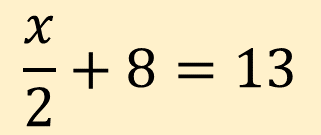 x/2 + 8 = 13